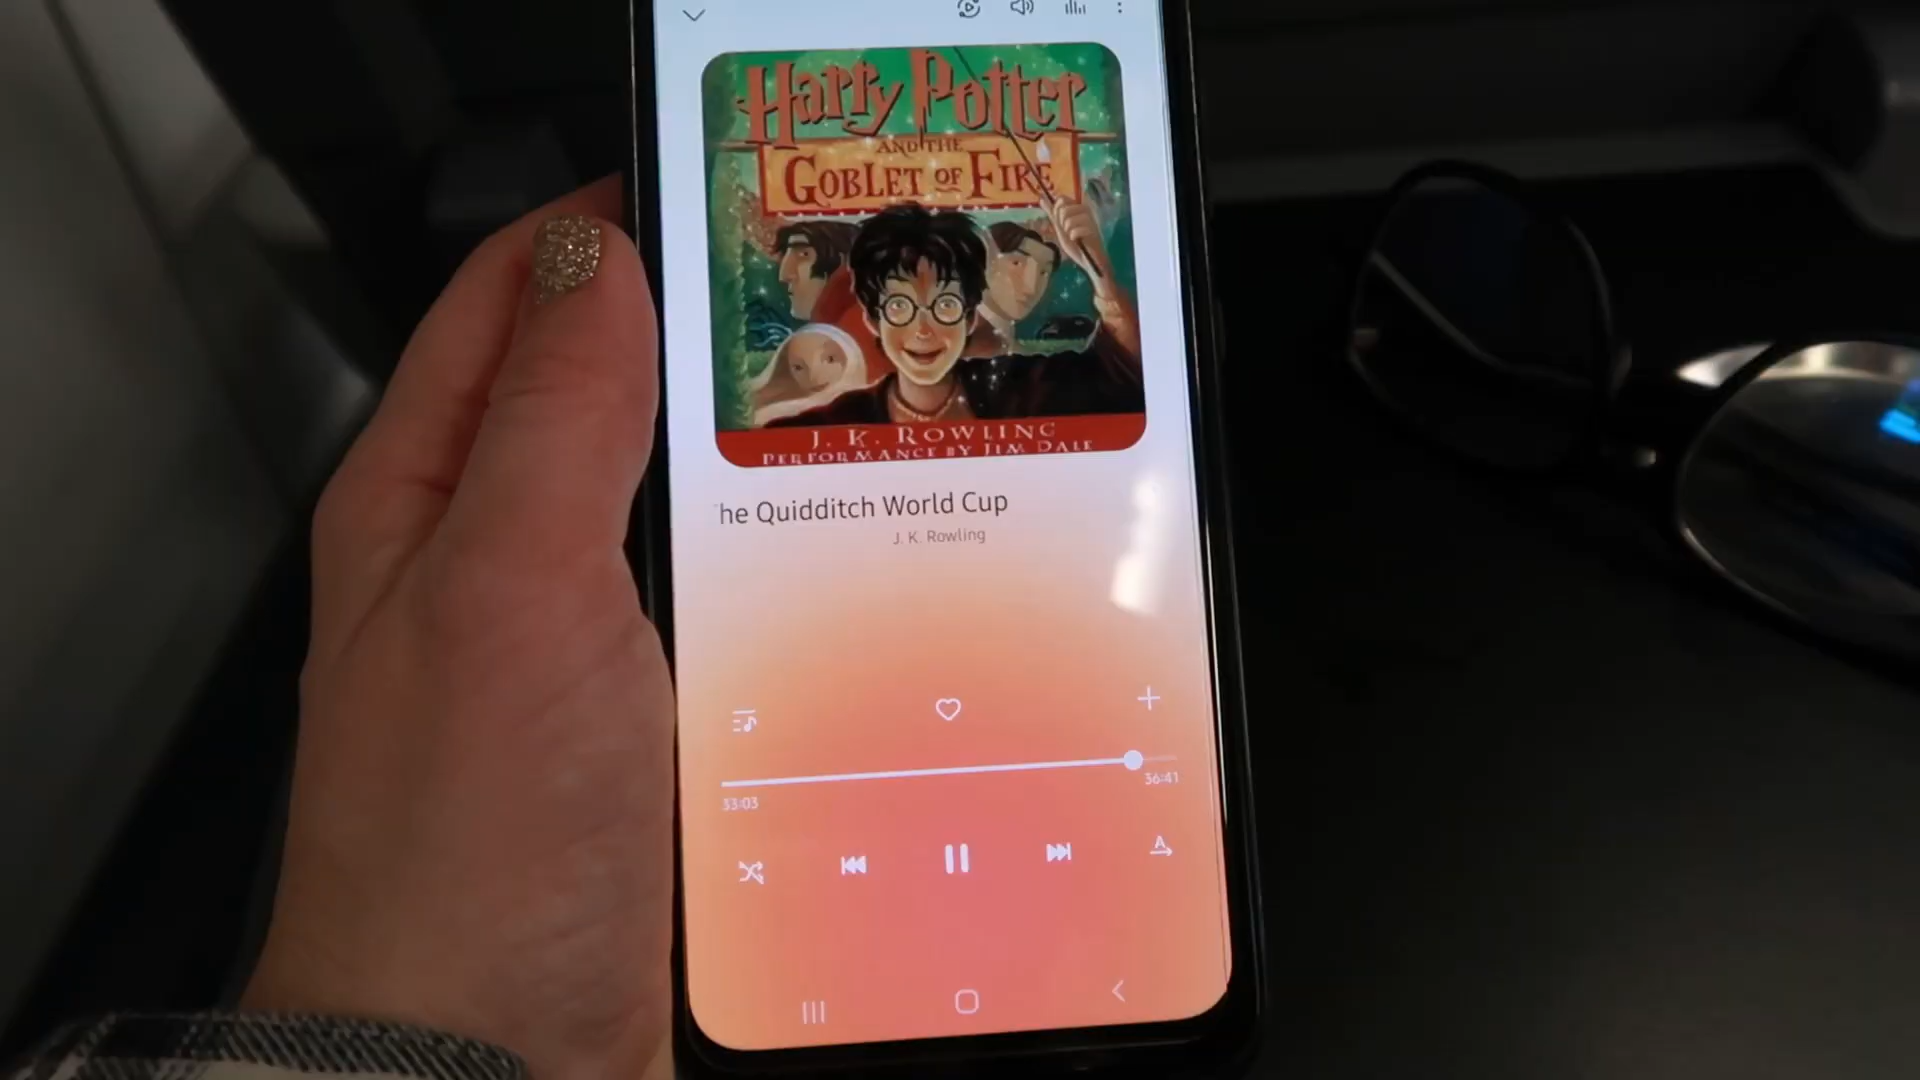 Harry Potter
AND THE
GOBLET OF FIRE
J. K. ROWLING
PERFORMANCE BY JIM DALE
he Quidditch World Cup
J. K. Rowling
33:03
36:41
A